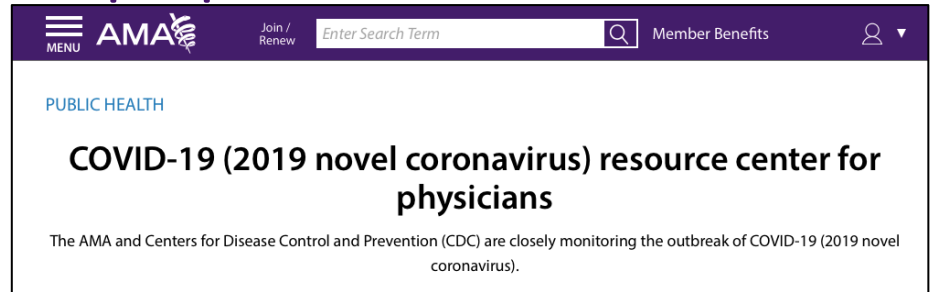 MENU
AMA
Join /
Renew
Enter Search Term
Member Benefits
PUBLIC HEALTH
COVID-19 (2019 novel coronavirus) resource center for
physicians
The AMA and Centers for Disease Control and Prevention (CDC) are closely monitoring the outbreak of COVID-19 (2019 novel
coronavirus).